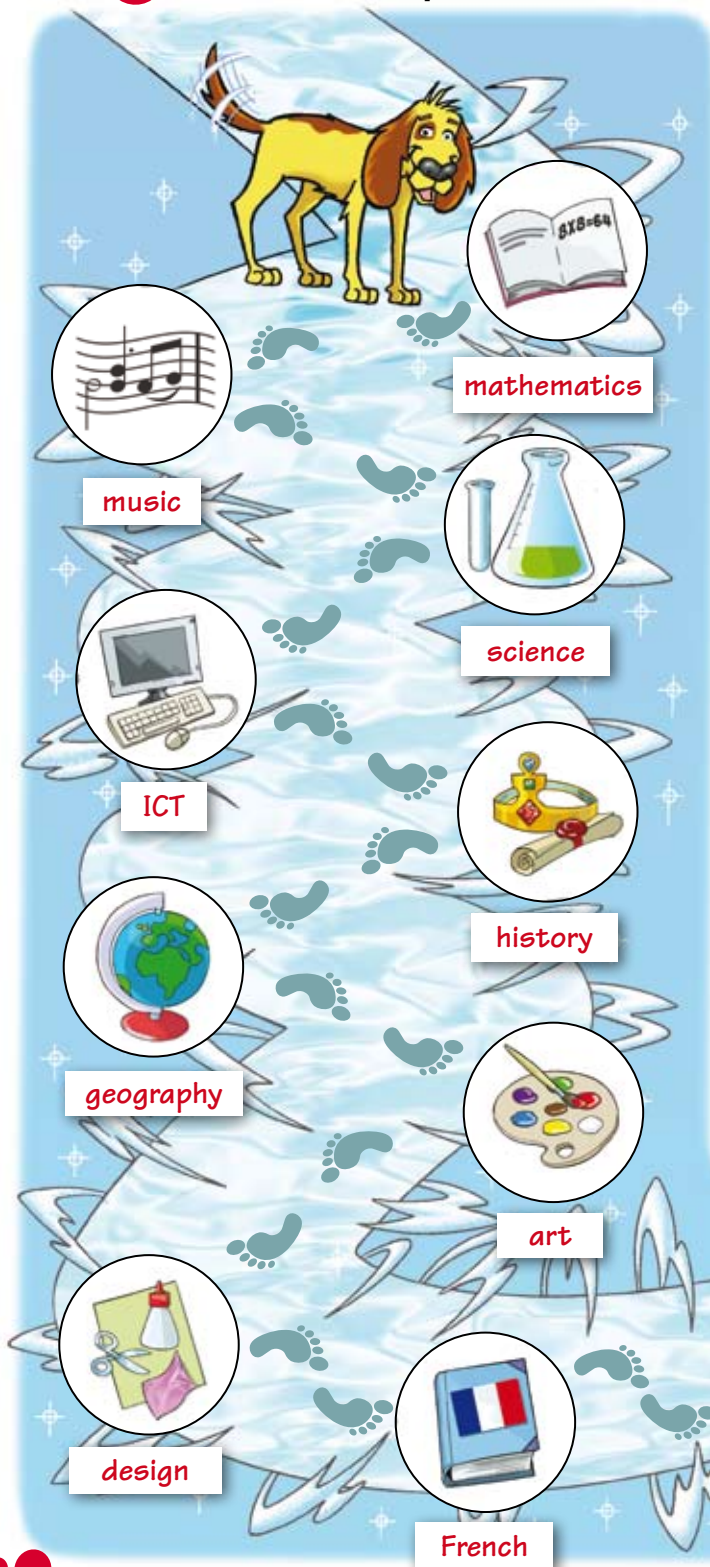 8X8=64
mathematics
music
science
ICT
history
geography
art
design
French